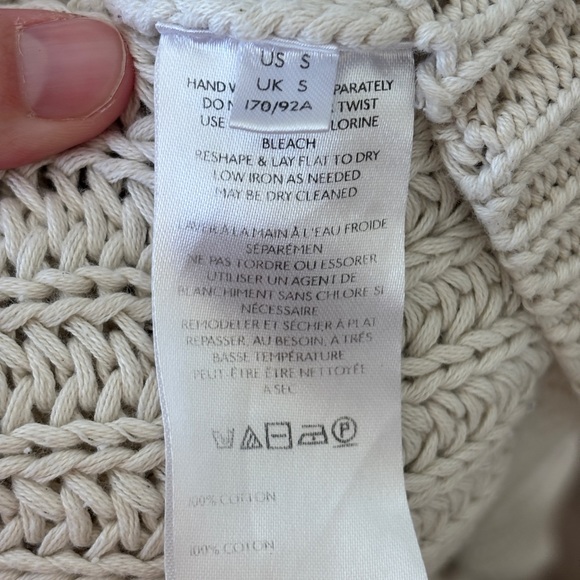 US S
UK S
170/92A
HAND W PARATELY
DO N TWIST
USE LORINE
BLEACH
RESHAPE & LAY FLAT TO DRY
LOW IRON AS NEEDED
MAY BE DRY CLEANED
LAVER À LA MAIN À L'EAU FROIDE
SÉPARÉMEN
NE PAS TORDRE OU ESSORER
UTILISER UN AGENT DE
BLANCHIMENT SANS CHLORE SI
NÉCESSAIRE
REMODELER ET SÉCHER À PLAT
REPASSER, AU BESOIN, À TRÉS
BASSE TEMPÉRATURE
PEUT-ÊTRE ÊTRE NETTOYÉE
A SEC
P
100% COTTON
100% COTON